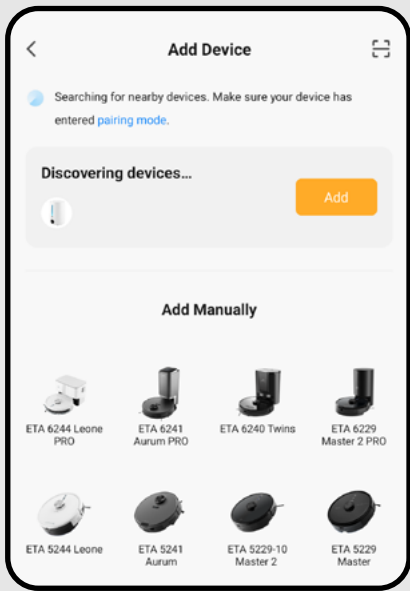 Add Device
Searching for nearby devices. Make sure your device has
entered pairing mode.
Discovering devices...
Add
Add Manually
ETA 6244 Leone
PRO
ETA 6241
Aurum PRO
ETA 6240 Twins
ETA 6229
Master 2 PRO
ETA 5244 Leone
ETA 5241
Aurum
ETA 5229-10
Master 2
ETA 5229
Master